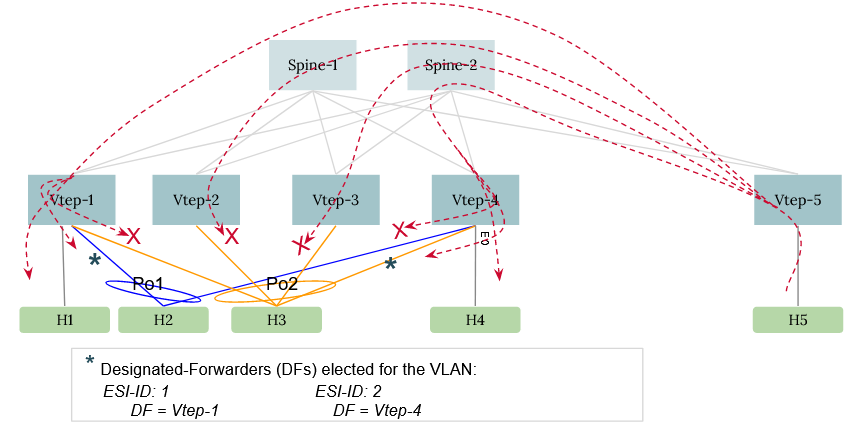 Spine-1
Spine-2
Vtep-1
Vtep-2
Vtep-3
Vtep-4
Vtep-5
X
X
X
X
E0
*
*
Po1
Po2
H1
H2
H3
H4
H5
* Designated-Forwarders (DFs) elected for the VLAN:
ESI-ID: 1 ESI-ID: 2
DF = Vtep-1 DF = Vtep-4